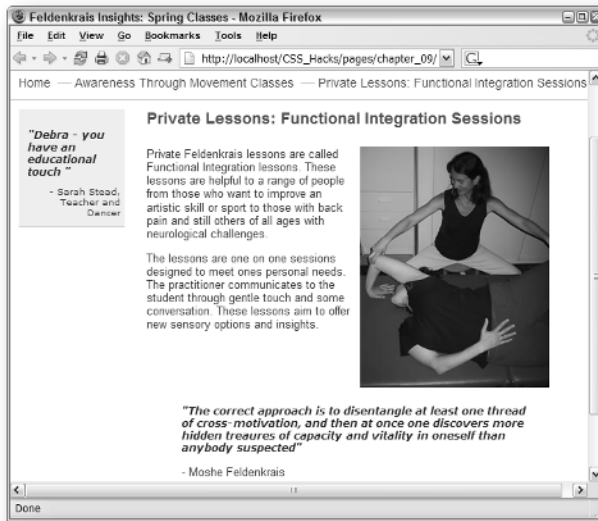 Feldenkrais Insights: Spring Classes - Mozilla Firefox
File Edit View Go Bookmarks Tools Help
http://localhost/CSS_Hacks/pages/chapter_09/
G
Home — Awareness Through Movement Classes — Private Lessons: Functional Integration Sessions
"Debra - you
have an
educational
touch "
- Sarah Stead,
Teacher and
Dancer
Private Lessons: Functional Integration Sessions
Private Feldenkrais lessons are called
Functional Integration lessons. These
lessons are helpful to a range of people
from those who want to improve an
artistic skill or sport to those with back
pain and still others of all ages with
neurological challenges.
The lessons are one on one sessions
designed to meet ones personal needs.
The practitioner communicates to the
student through gentle touch and some
conversation. These lessons aim to offer
new sensory options and insights.
"The correct approach is to disentangle at least one thread
of cross-motivation, and then at once one discovers more
hidden treaures of capacity and vitality in oneself than
anybody suspected"
- Moshe Feldenkrais
Done